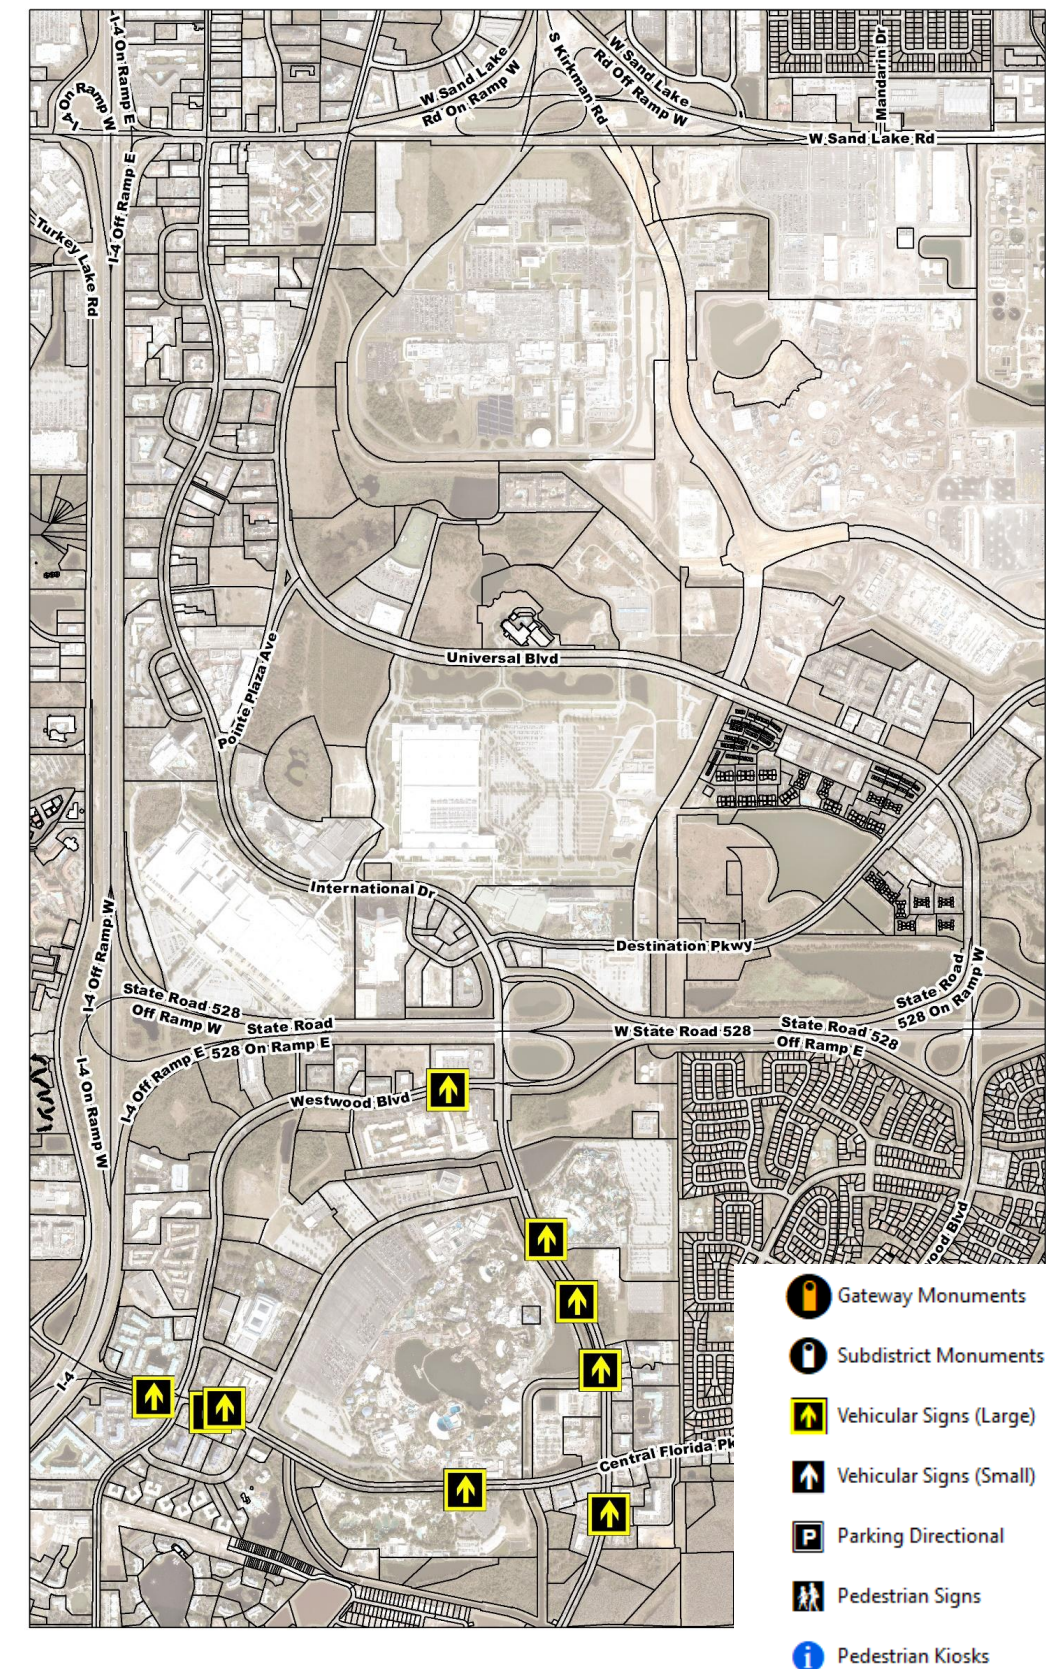 I-4 On Ramp E
I-4 On Ramp W
I-4 Off Ramp E
Turkey Lake Rd
W Sand Lake
Rd On Ramp W
S Kirkman Rd
W Sand Lake
Rd Off Ramp W
Mandarin Dr
W Sand Lake Rd
Universal Blvd
Pointe Plaza Ave
International Dr
Destination Pkwy
I-4 Off Ramp W
State Road 528
Off Ramp W
State Road
528 On Ramp E
W State Road 528
State Road 528
Off Ramp E
State Road
528 On Ramp W
I-4 Off Ramp E
I-4 On Ramp W
Westwood Blvd
wood Blvd
I-4
Central Florida Pk
Gateway Monuments
Subdistrict Monuments
Vehicular Signs (Large)
Vehicular Signs (Small)
P Parking Directional
Pedestrian Signs
i Pedestrian Kiosks